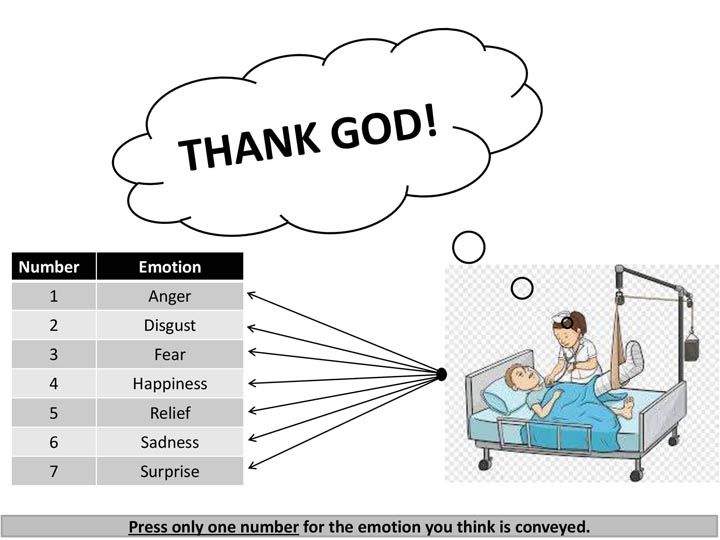 THANK GOD!
Number Emotion
1 Anger
2 Disgust
3 Fear
4 Happiness
5 Relief
6 Sadness
7 Surprise
Press only one number for the emotion you think is conveyed.